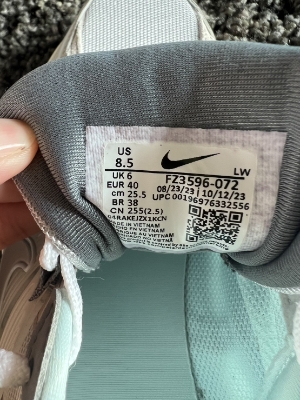 US
8.5
LW
UK 6
EUR 40
cm 25.5
BR 38
CN 255(2.5)
FZ3596-072
08/23/23 | 10/12/23
UPC 00196976332556
MADE IN VIETNAM